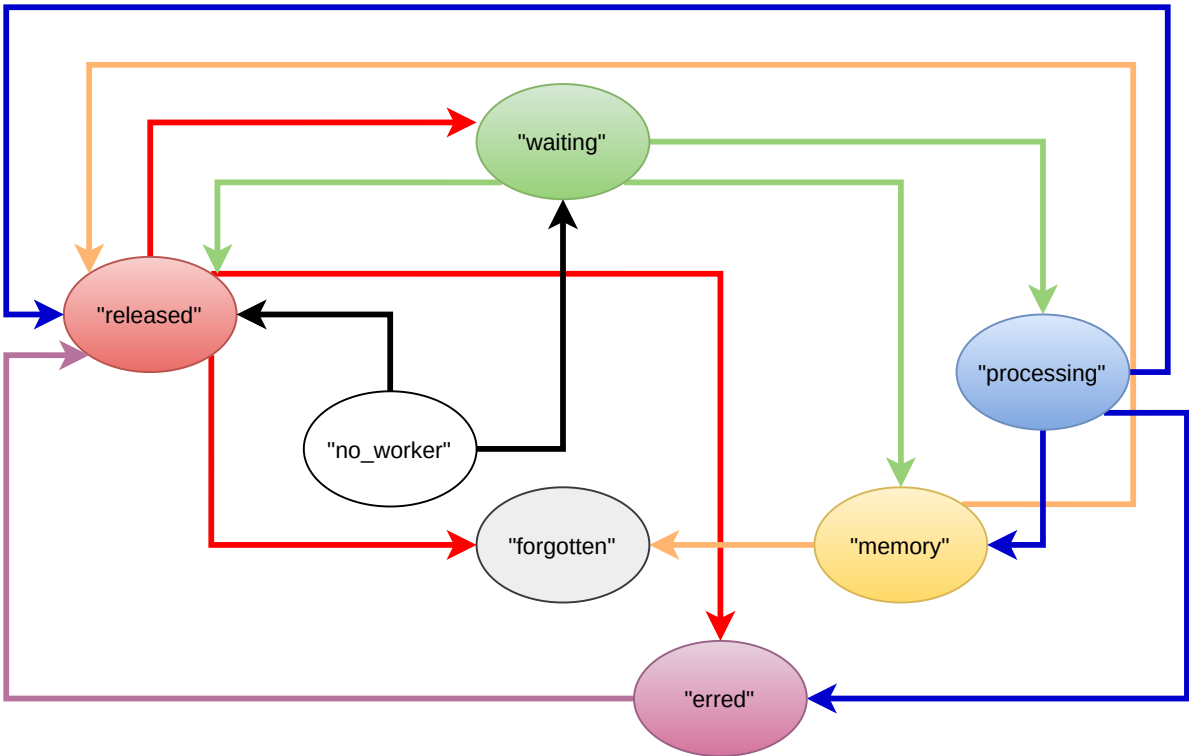 "waiting"
"released"
"processing"
"no_worker"
"forgotten"
"memory"
"erred"